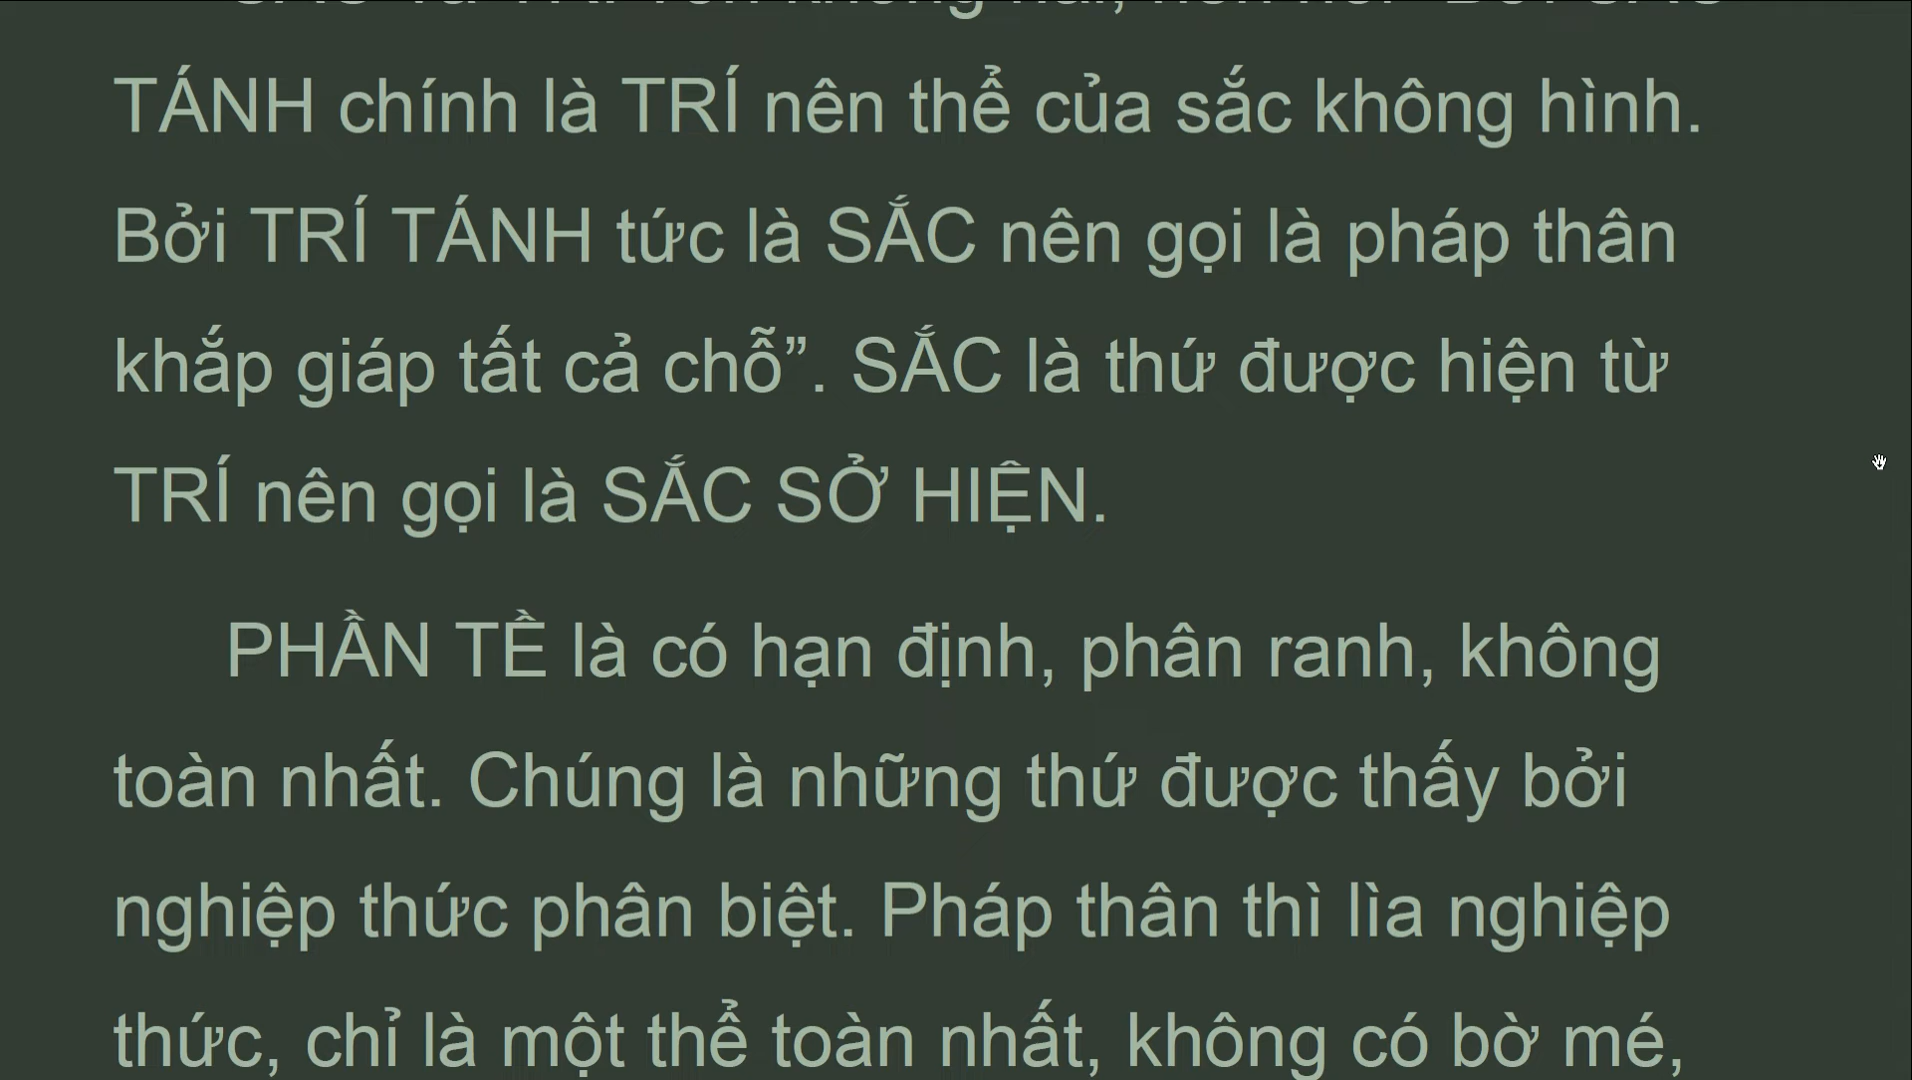 TÁNH chính là TRÍ nên thể của sắc không hình.
Bởi TRÍ TÁNH tức là SẮC nên gọi là pháp thân
khắp giáp tất cả chỗ”. SẮC là thứ được hiện từ
TRÍ nên gọi là SẮC SỞ HIỆN.
PHẦN TỀ là có hạn định, phân ranh, không
toàn nhất. Chúng là những thứ được thấy bởi
nghiệp thức phân biệt. Pháp thân thì lìa nghiệp
thức, chỉ là một thể toàn nhất, không có bờ mé,